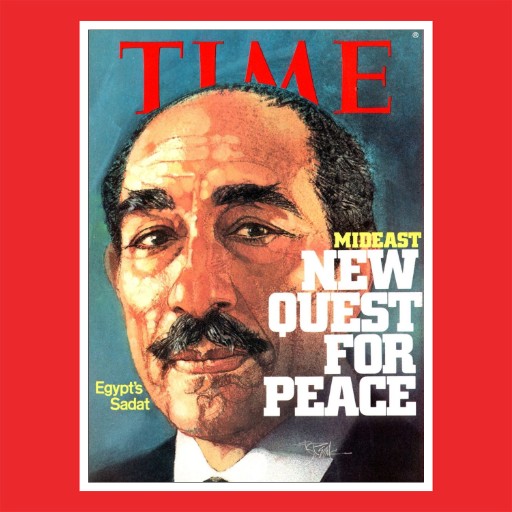 TIME
®
MIDEAST
NEW
QUEST
FOR
PEACE
Egypt's
Sadat